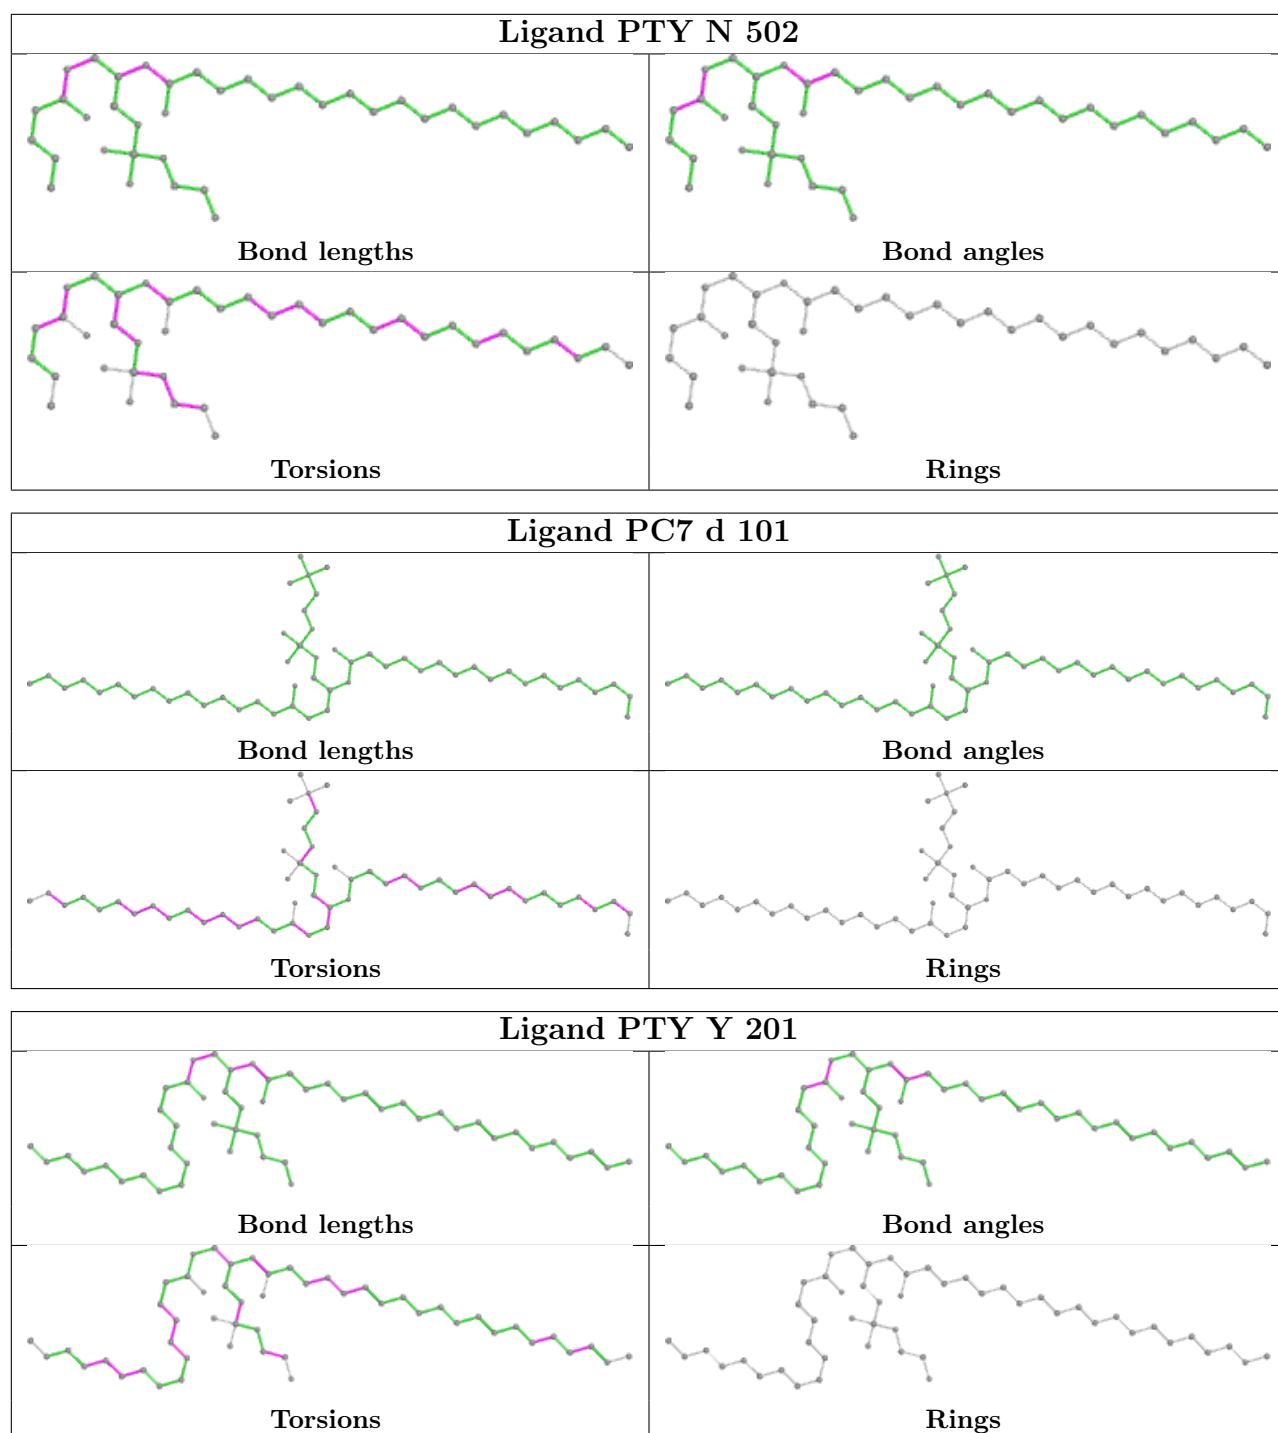 Ligand PTY N 502
Bond lengths
Bond angles
Torsions
Rings
Ligand PC7 d 101
Bond lengths
Bond angles
Torsions
Rings
Ligand PTY Y 201
Bond lengths
Bond angles
Torsions
Rings